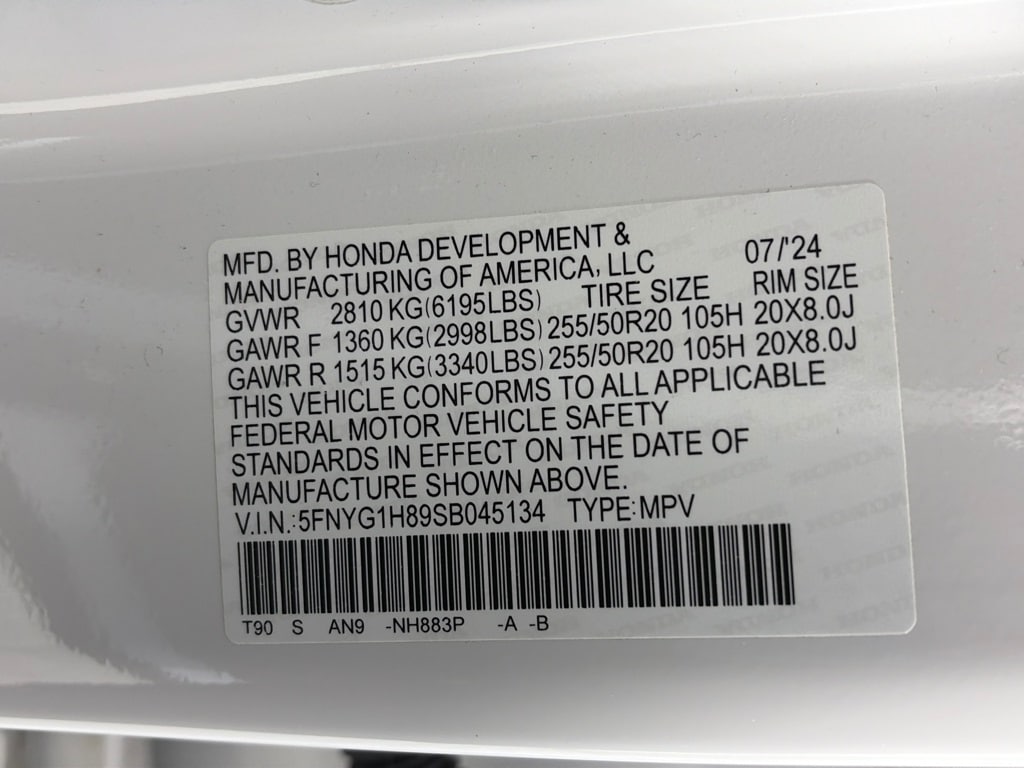 MFD. BY HONDA DEVELOPMENT &
MANUFACTURING OF AMERICA, LLC 07/'24
GVWR 2810 KG(6195LBS) TIRE SIZE RIM SIZE
GAWR F 1360 KG(2998LBS) 255/50R20 105H 20X8.0J
GAWR R 1515 KG(3340LBS) 255/50R20 105H 20X8.0J
THIS VEHICLE CONFORMS TO ALL APPLICABLE
FEDERAL MOTOR VEHICLE SAFETY
STANDARDS IN EFFECT ON THE DATE OF
MANUFACTURE SHOWN ABOVE.
V.I.N.:5FNYG1H89SB045134 TYPE:MPV
T90 S AN9 -NH883P -A -B